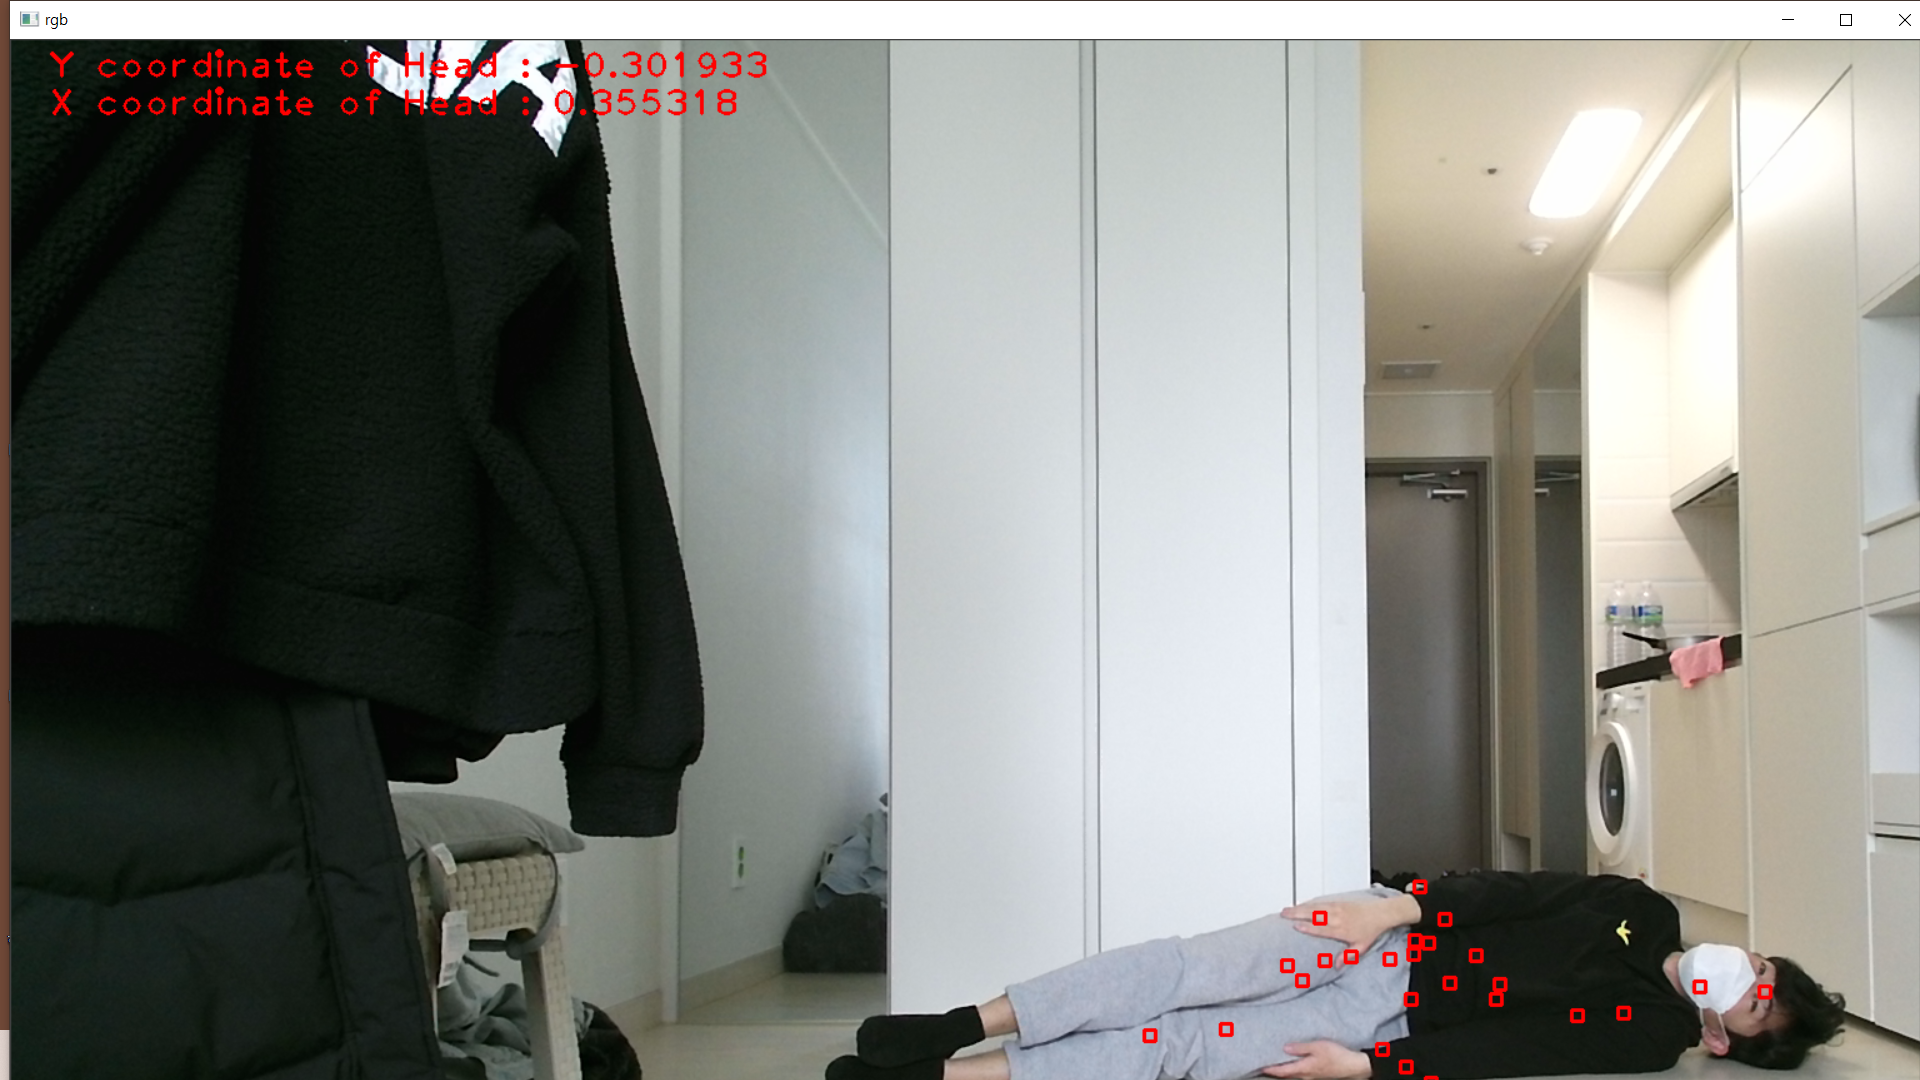 rgb
Y coordinate of Head : -0.301933
X coordinate of Head : 0.355318